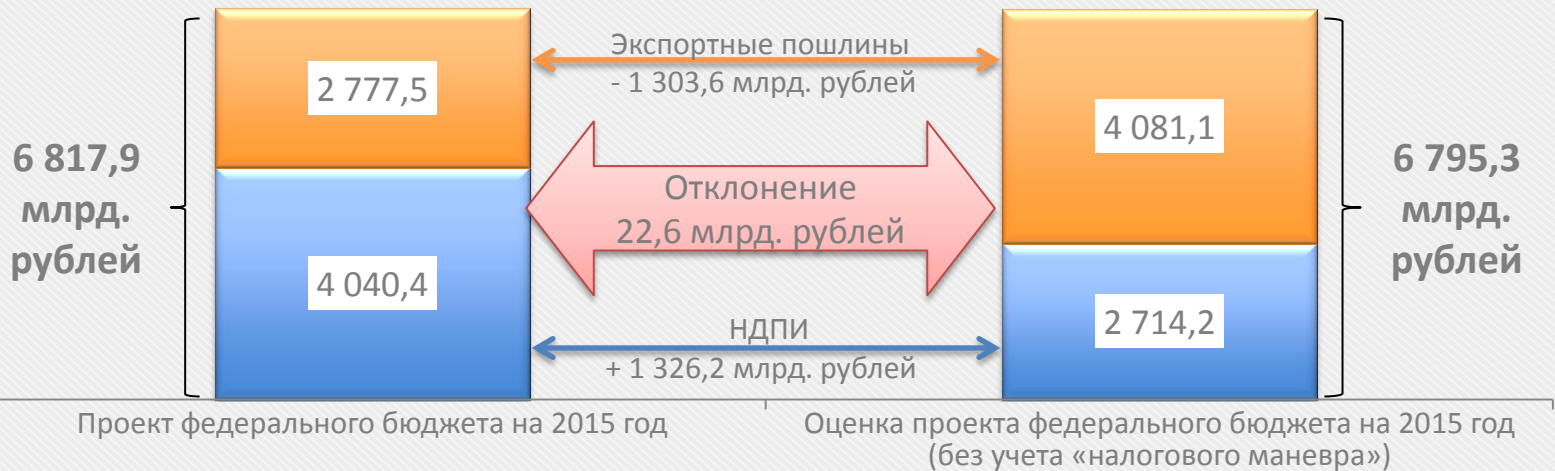 Экспортные пошлины
- 1 303,6 млрд. рублей
2 777,5
4 081,1
6 817,9
млрд.
рублей
Отклонение
22,6 млрд. рублей
6 795,3
млрд.
рублей
4 040,4
2 714,2
НДПИ
+ 1 326,2 млрд. рублей
Проект федерального бюджета на 2015 год
Оценка проекта федерального бюджета на 2015 год
(без учета «налогового маневра»)